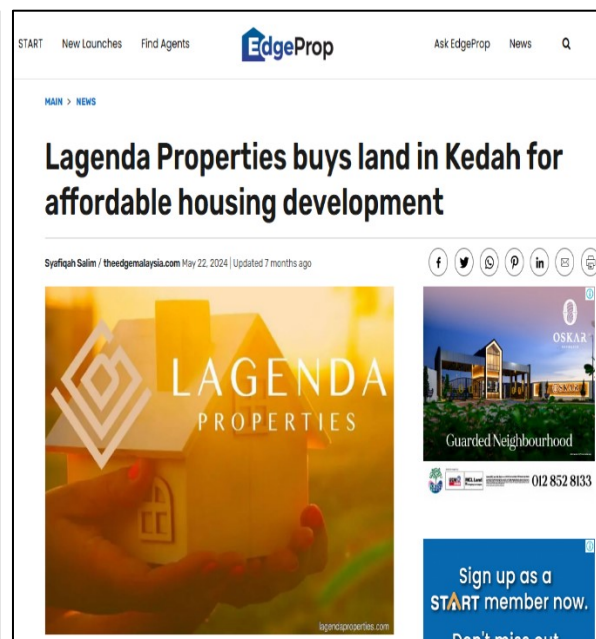 START New Launches Find Agents EdgeProp Ask EdgeProp News
MAIN > NEWS
Lagenda Properties buys land in Kedah for
affordable housing development
Syafiqah Salim / theedgemalaysia.com May 22, 2024 | Updated 7 months ago
LAGENDA
PROPERTIES
lagendaproperties.com
OSKAR
Guarded Neighbourhood
012 852 8133
Sign up as a
START member now.
Don't miss out